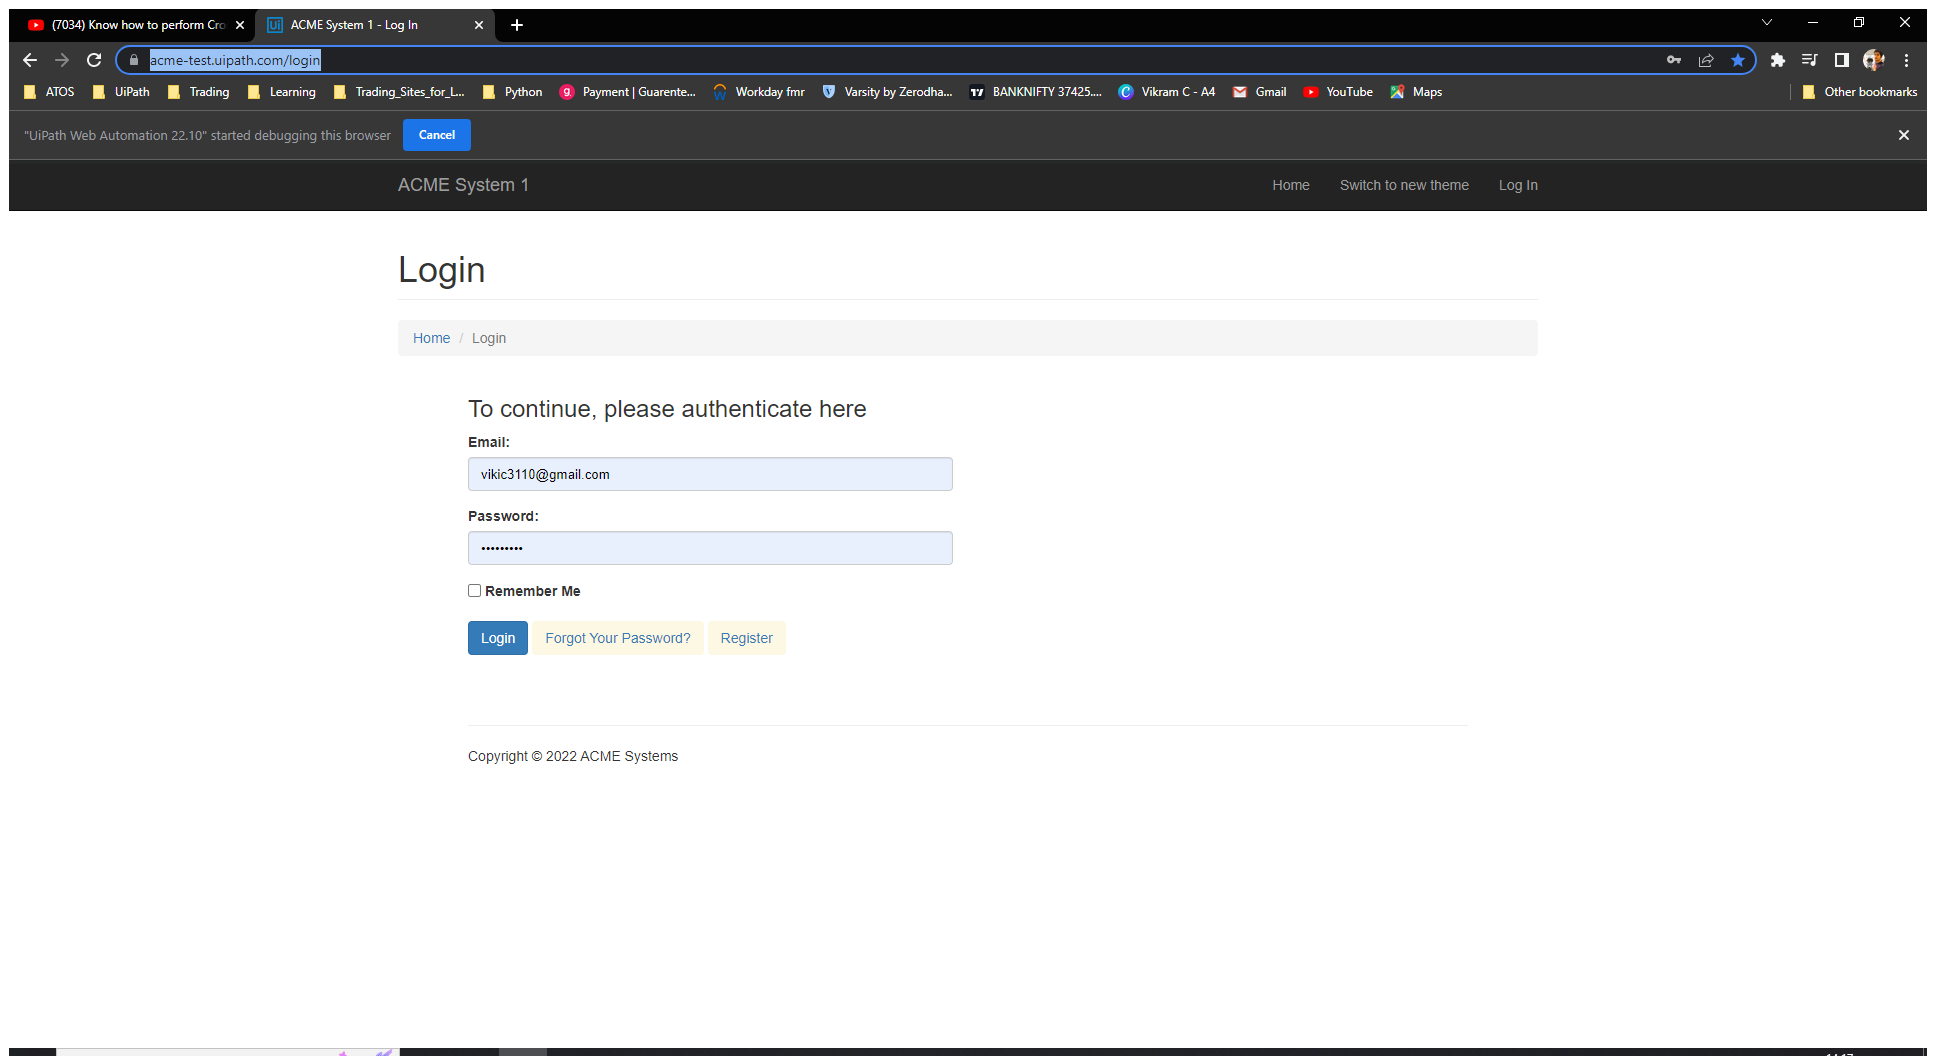 (7034) Know how to perform Cro
ACME System 1 - Log In
acme-test.uipath.com/login
ATOS UiPath Trading Learning Trading_Sites_for_L... Python Payment | Guarente... Workday fmr Varsity by Zerodha... BANKNIFTY 37425.... Vikram C - A4 Gmail YouTube Maps Other bookmarks
"UiPath Web Automation 22.10" started debugging this browser Cancel
ACME System 1 Home Switch to new theme Log In
Login
Home / Login
To continue, please authenticate here
Email:
vikic3110@gmail.com
Password:
•••••••••
Remember Me
Login Forgot Your Password? Register
Copyright © 2022 ACME Systems